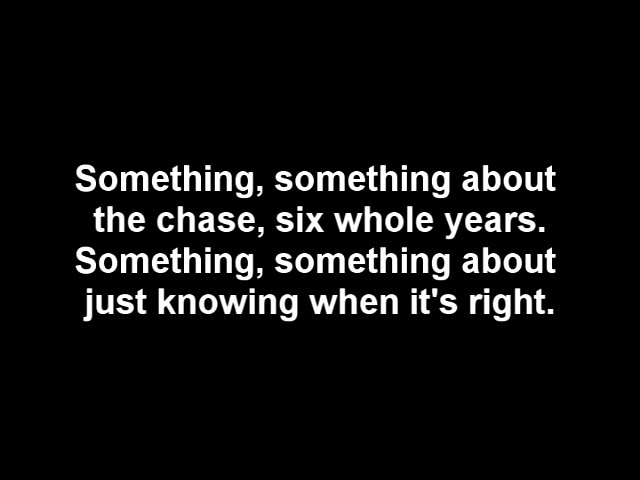 Something, something about
the chase, six whole years.
Something, something about
just knowing when it's right.